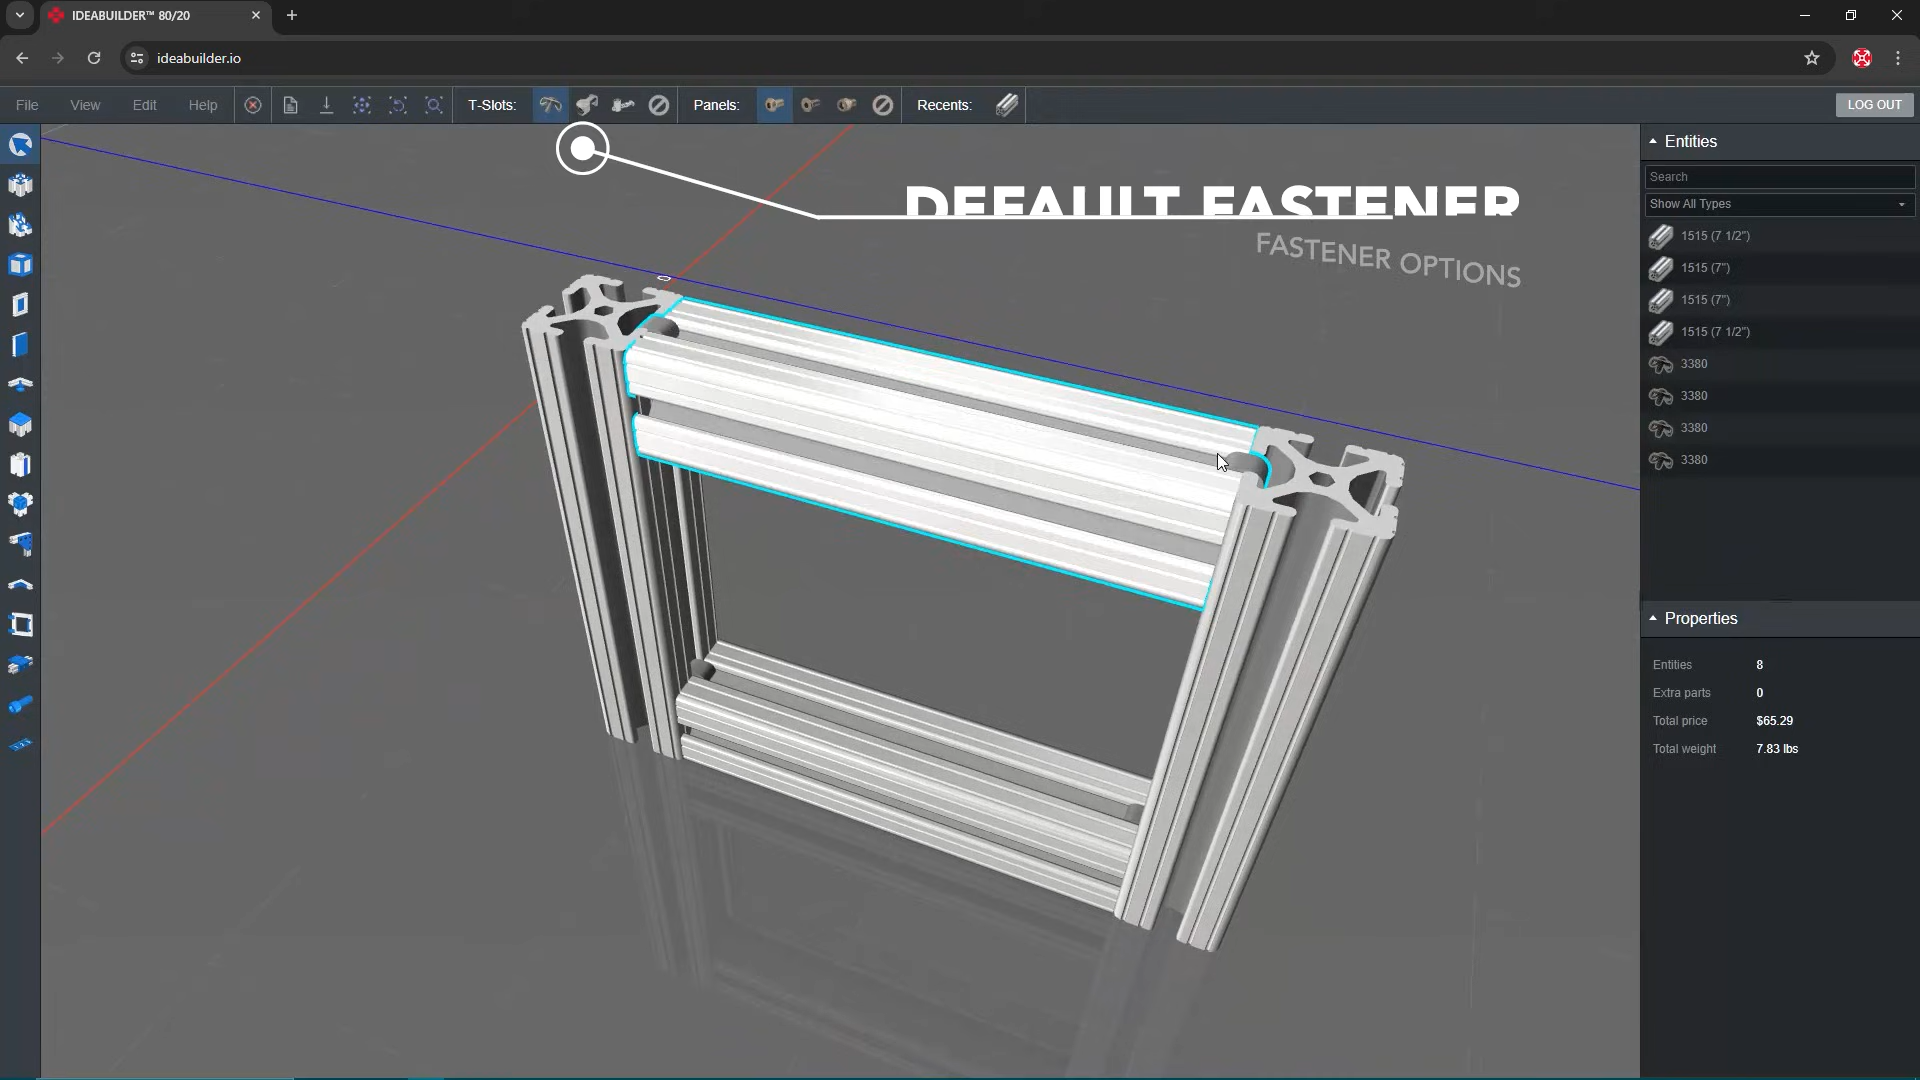 IDEABUILDER™ 80/20
ideabuilder.io
File View Edit Help T-Slots: Panels: Recents: LOG OUT
DEFAULT FASTENER
FASTENER OPTIONS
Entities
Search
Show All Types
1515 (7 1/2")
1515 (7")
1515 (7")
1515 (7 1/2")
3380
3380
3380
3380
Properties
Entities 8
Extra parts 0
Total price $65.29
Total weight 7.83 lbs